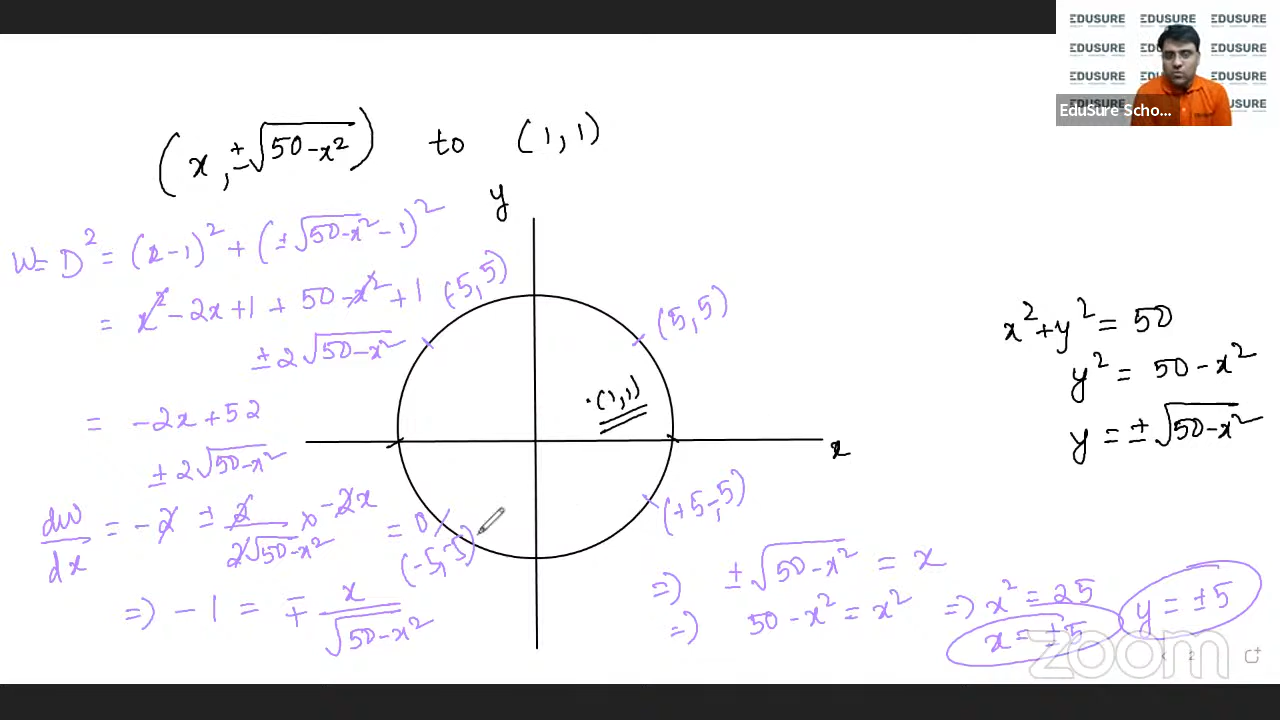 EDUSURE EDUSURE EDUSURE
EDUSURE EDUSURE
EDUSURE EDUSURE
EduSure Scho...
(x, ±√50-x²) to (1,1)
y
W= D² = (x-1)² + (±√50-x² -1)²
= x² - 2x+1 + 50-x² + 1
± 2√50-x²
= -2x+52
± 2√50-x²
dw/dx = -2 ± 2/2√50-x² × -2x = 0
=) -1 = ∓ x/√50-x²
(-5,5)
(5,5)
.(1,1)
x
(+5,-5)
(-5,-5)
x²+y² = 50
y² = 50-x²
y = ±√50-x²
=) ±√50-x² = x
=) 50-x² = x² =) x² = 25
x = ±5
y = ±5
zoom
2